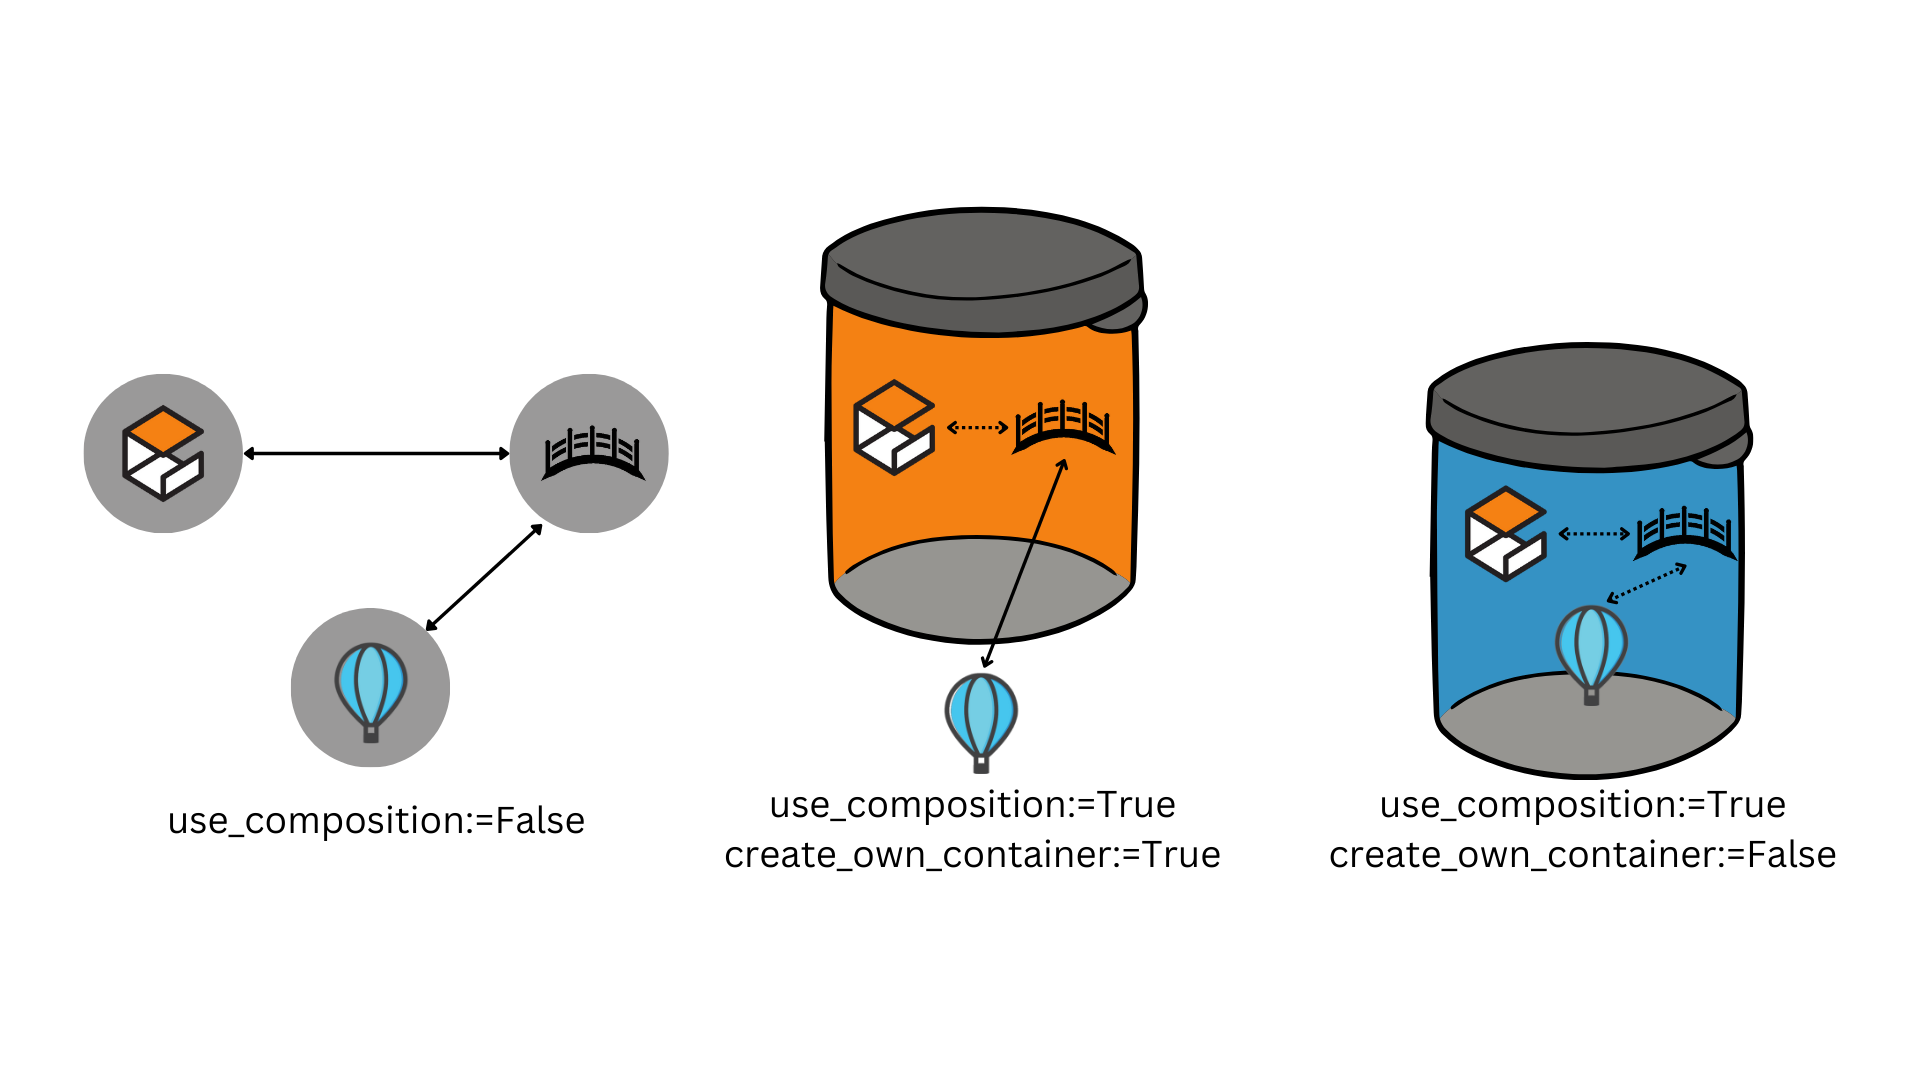 use_composition:=False
use_composition:=True
create_own_container:=True
use_composition:=True
create_own_container:=False